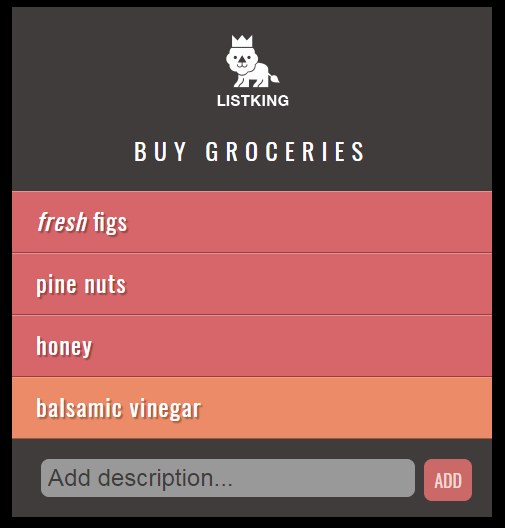 LISTKING
BUY GROCERIES
fresh figs
pine nuts
honey
balsamic vinegar
Add description... ADD